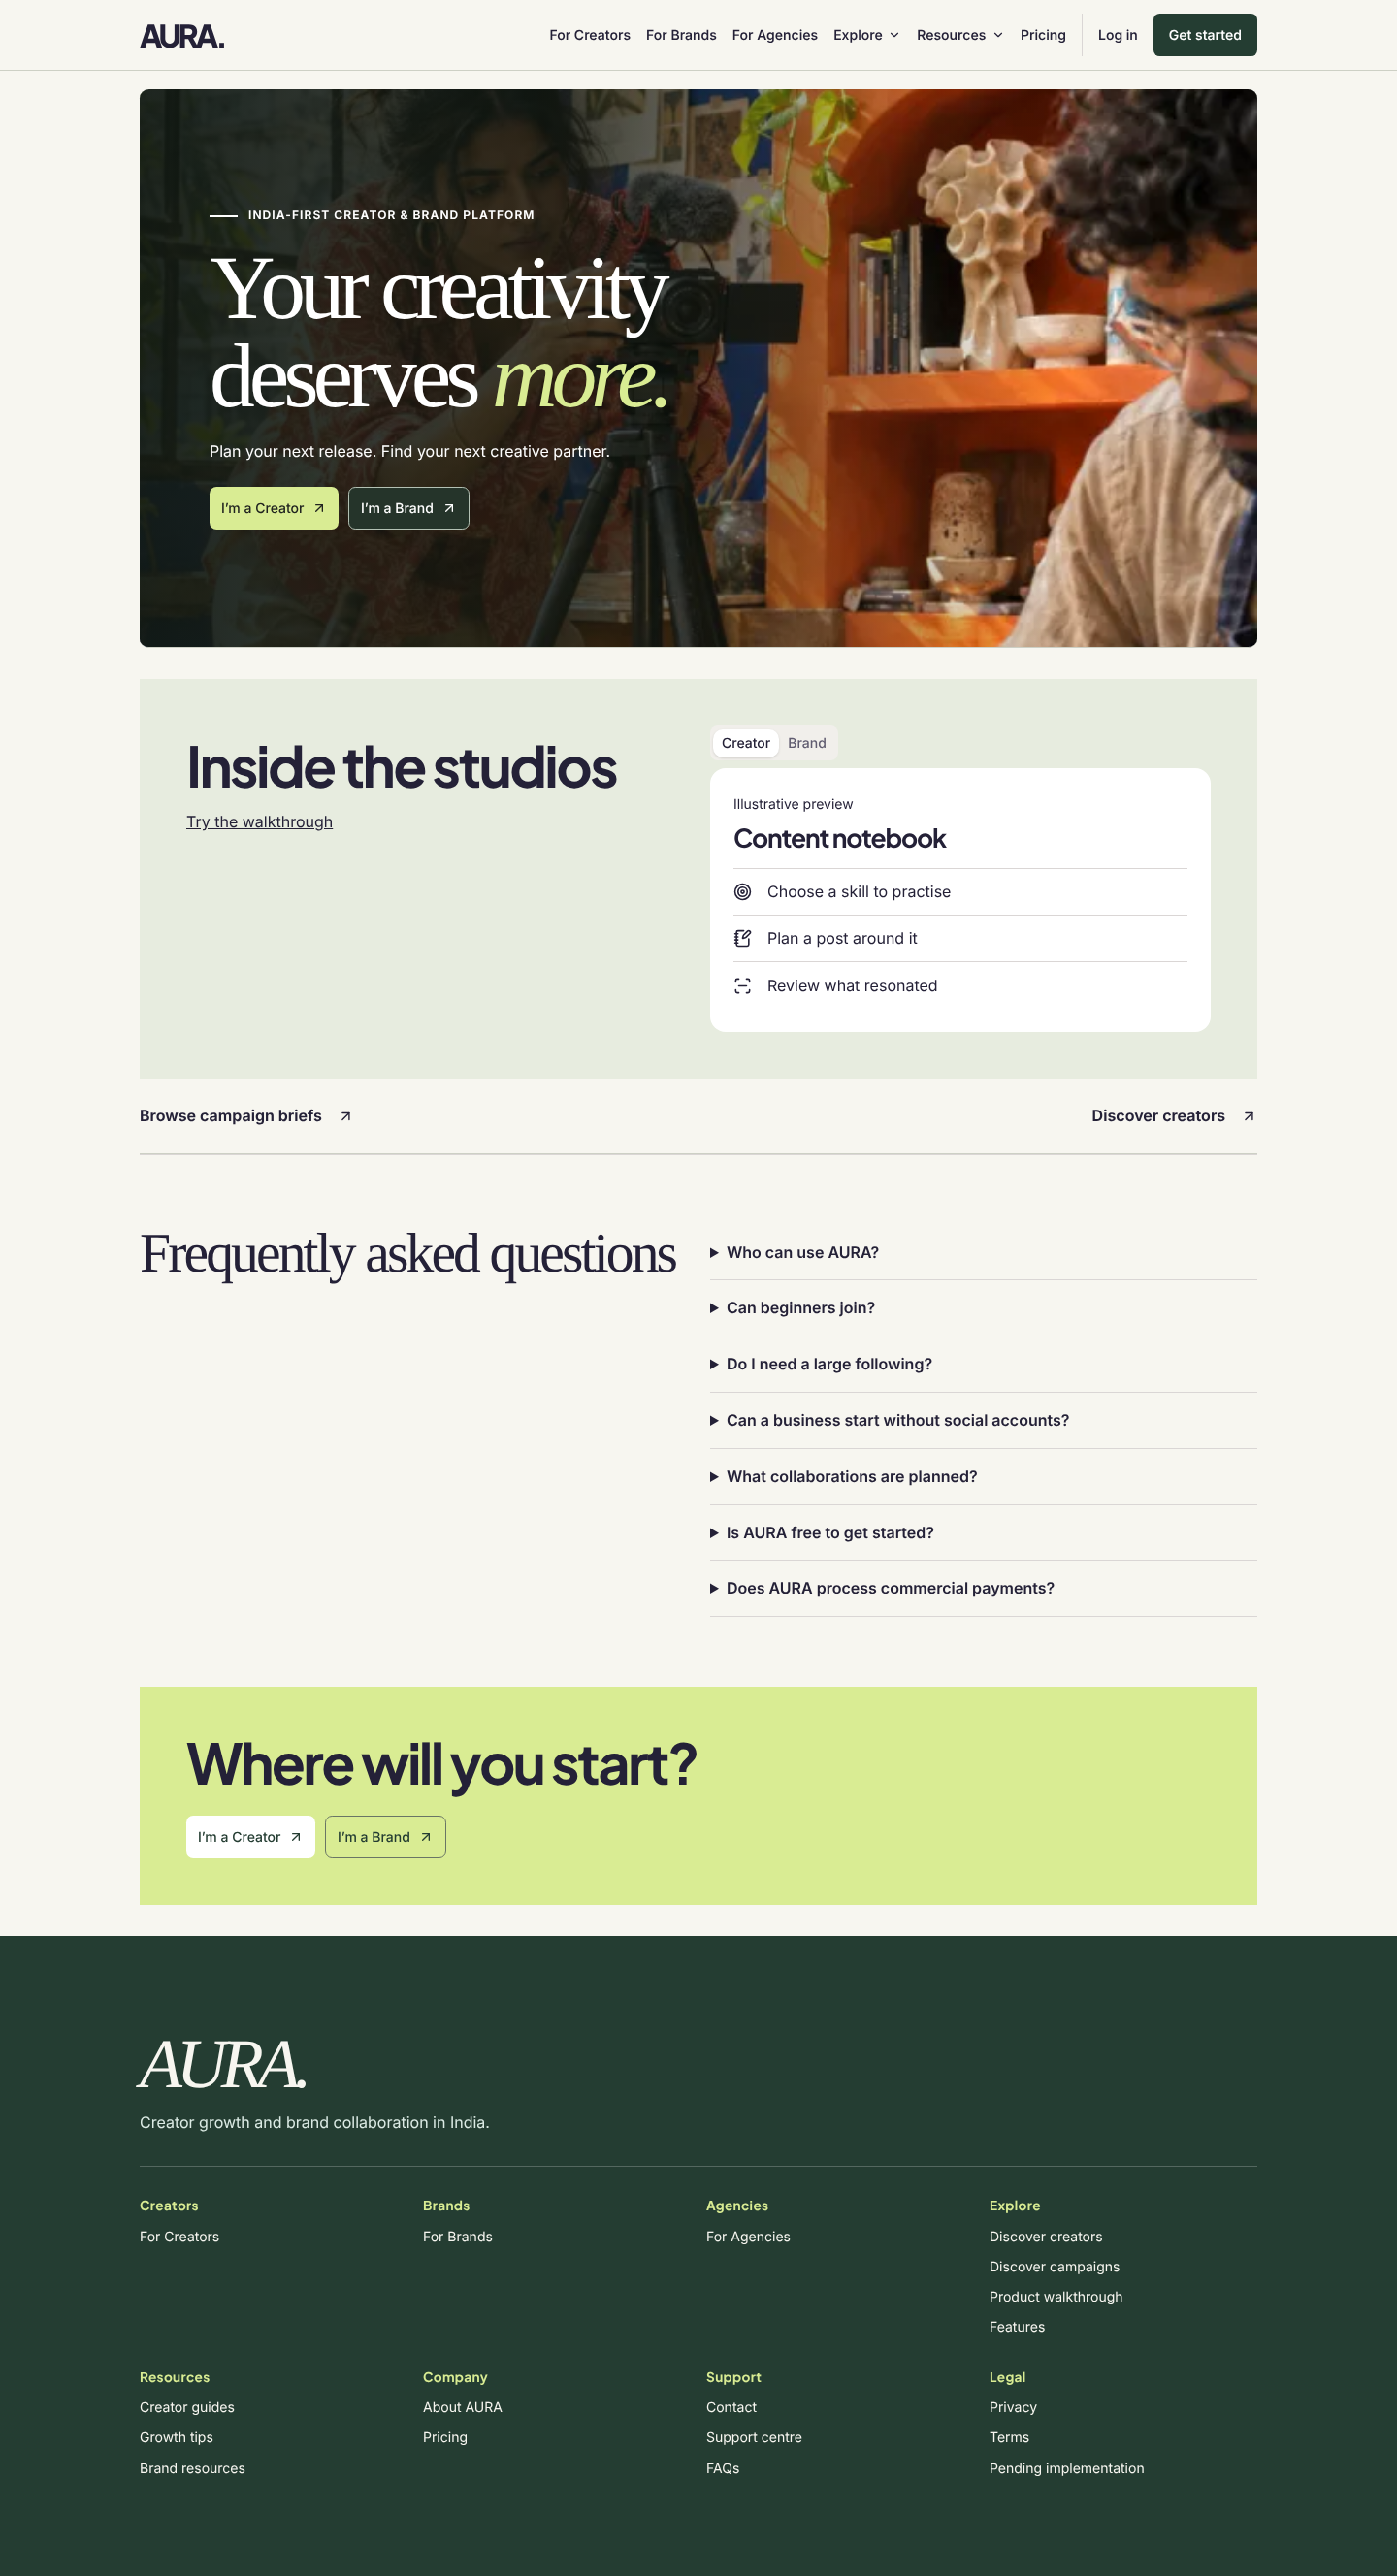 AURA.
For Creators For Brands For Agencies Explore Resources Pricing Log in Get started
INDIA-FIRST CREATOR & BRAND PLATFORM
Your creativity
deserves more.
Plan your next release. Find your next creative partner.
I'm a Creator I'm a Brand
Inside the studios
Try the walkthrough
Creator Brand
Illustrative preview
Content notebook
Choose a skill to practise
Plan a post around it
Review what resonated
Browse campaign briefs Discover creators
Frequently asked questions
Who can use AURA?
Can beginners join?
Do I need a large following?
Can a business start without social accounts?
What collaborations are planned?
Is AURA free to get started?
Does AURA process commercial payments?
Where will you start?
I'm a Creator I'm a Brand
AURA.
Creator growth and brand collaboration in India.
Creators
For Creators
Brands
For Brands
Agencies
For Agencies
Explore
Discover creators
Discover campaigns
Product walkthrough
Features
Resources
Creator guides
Growth tips
Brand resources
Company
About AURA
Pricing
Support
Contact
Support centre
FAQs
Legal
Privacy
Terms
Pending implementation